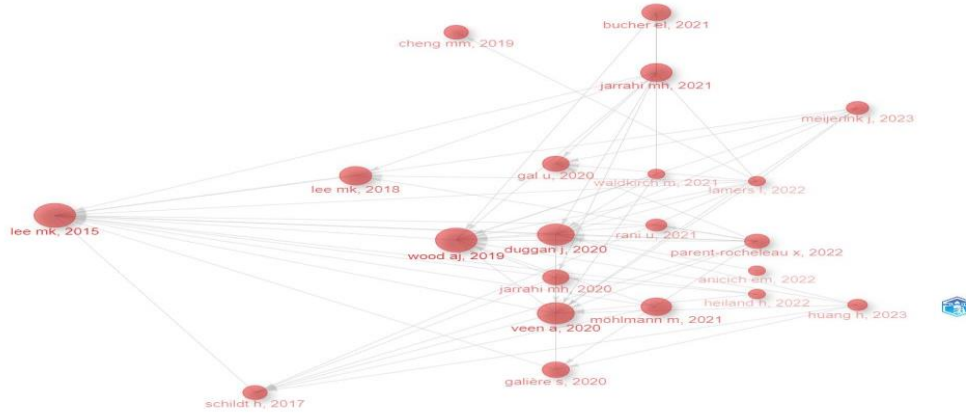 bucher el, 2021
cheng mm, 2019
jarrahi mh, 2021
meijerink j, 2023
gal u, 2020
waldkirch m, 2021
lamers l, 2022
lee mk, 2018
lee mk, 2015
wood aj, 2019
duggan j, 2020
rani u, 2021
parent-rocheleau x, 2022
anicich em, 2022
jarrahi mh, 2020
heiland h, 2022
huang h, 2023
veen a, 2020
möhlmann m, 2021
galière s, 2020
schildt h, 2017